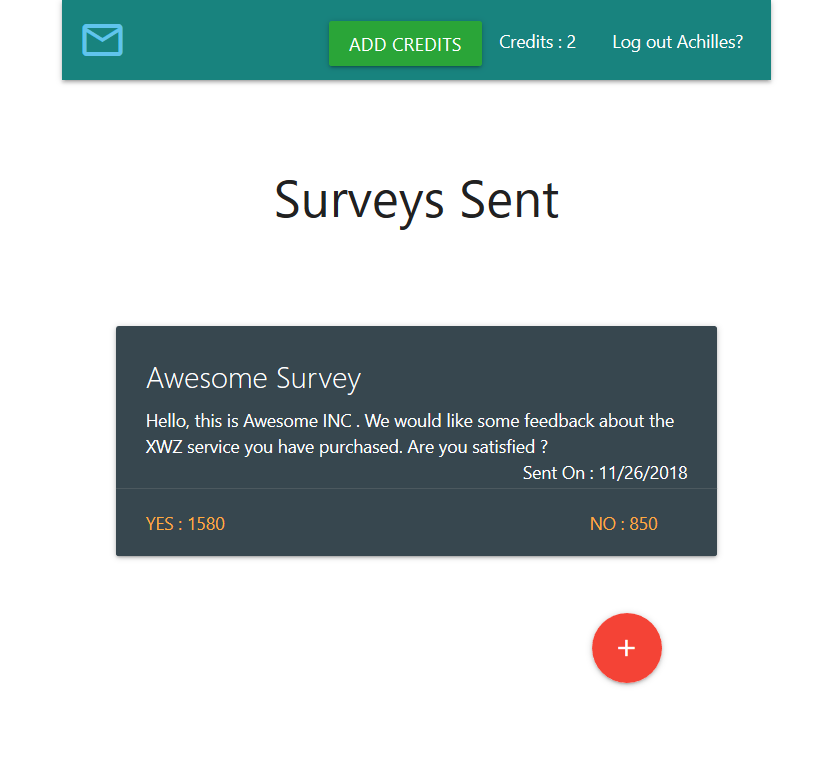 ADD CREDITS Credits : 2 Log out Achilles?
Surveys Sent
Awesome Survey
Hello, this is Awesome INC . We would like some feedback about the
XWZ service you have purchased. Are you satisfied ?
Sent On : 11/26/2018
YES : 1580 NO : 850
+